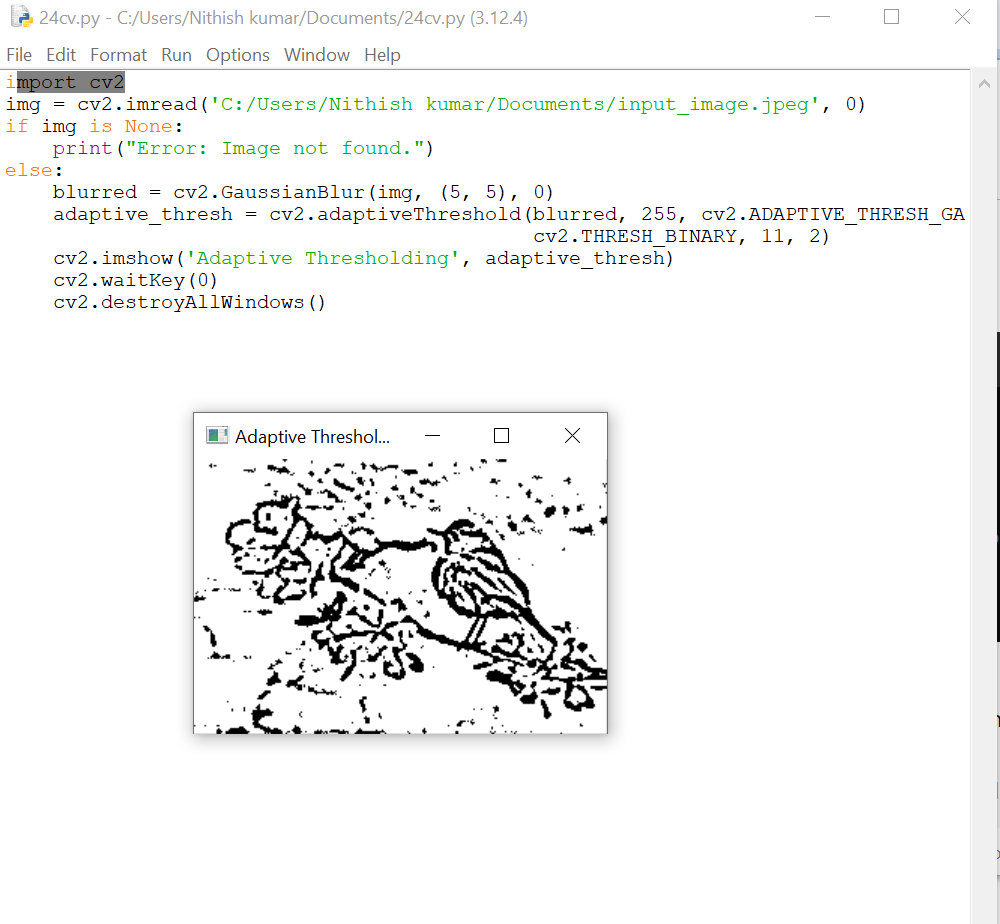 24cv.py - C:/Users/Nithish kumar/Documents/24cv.py (3.12.4)
File Edit Format Run Options Window Help
import cv2
img = cv2.imread('C:/Users/Nithish kumar/Documents/input_image.jpeg', 0)
if img is None:
    print("Error: Image not found.")
else:
    blurred = cv2.GaussianBlur(img, (5, 5), 0)
    adaptive_thresh = cv2.adaptiveThreshold(blurred, 255, cv2.ADAPTIVE_THRESH_GA
                                            cv2.THRESH_BINARY, 11, 2)
    cv2.imshow('Adaptive Thresholding', adaptive_thresh)
    cv2.waitKey(0)
    cv2.destroyAllWindows()
Adaptive Threshol...